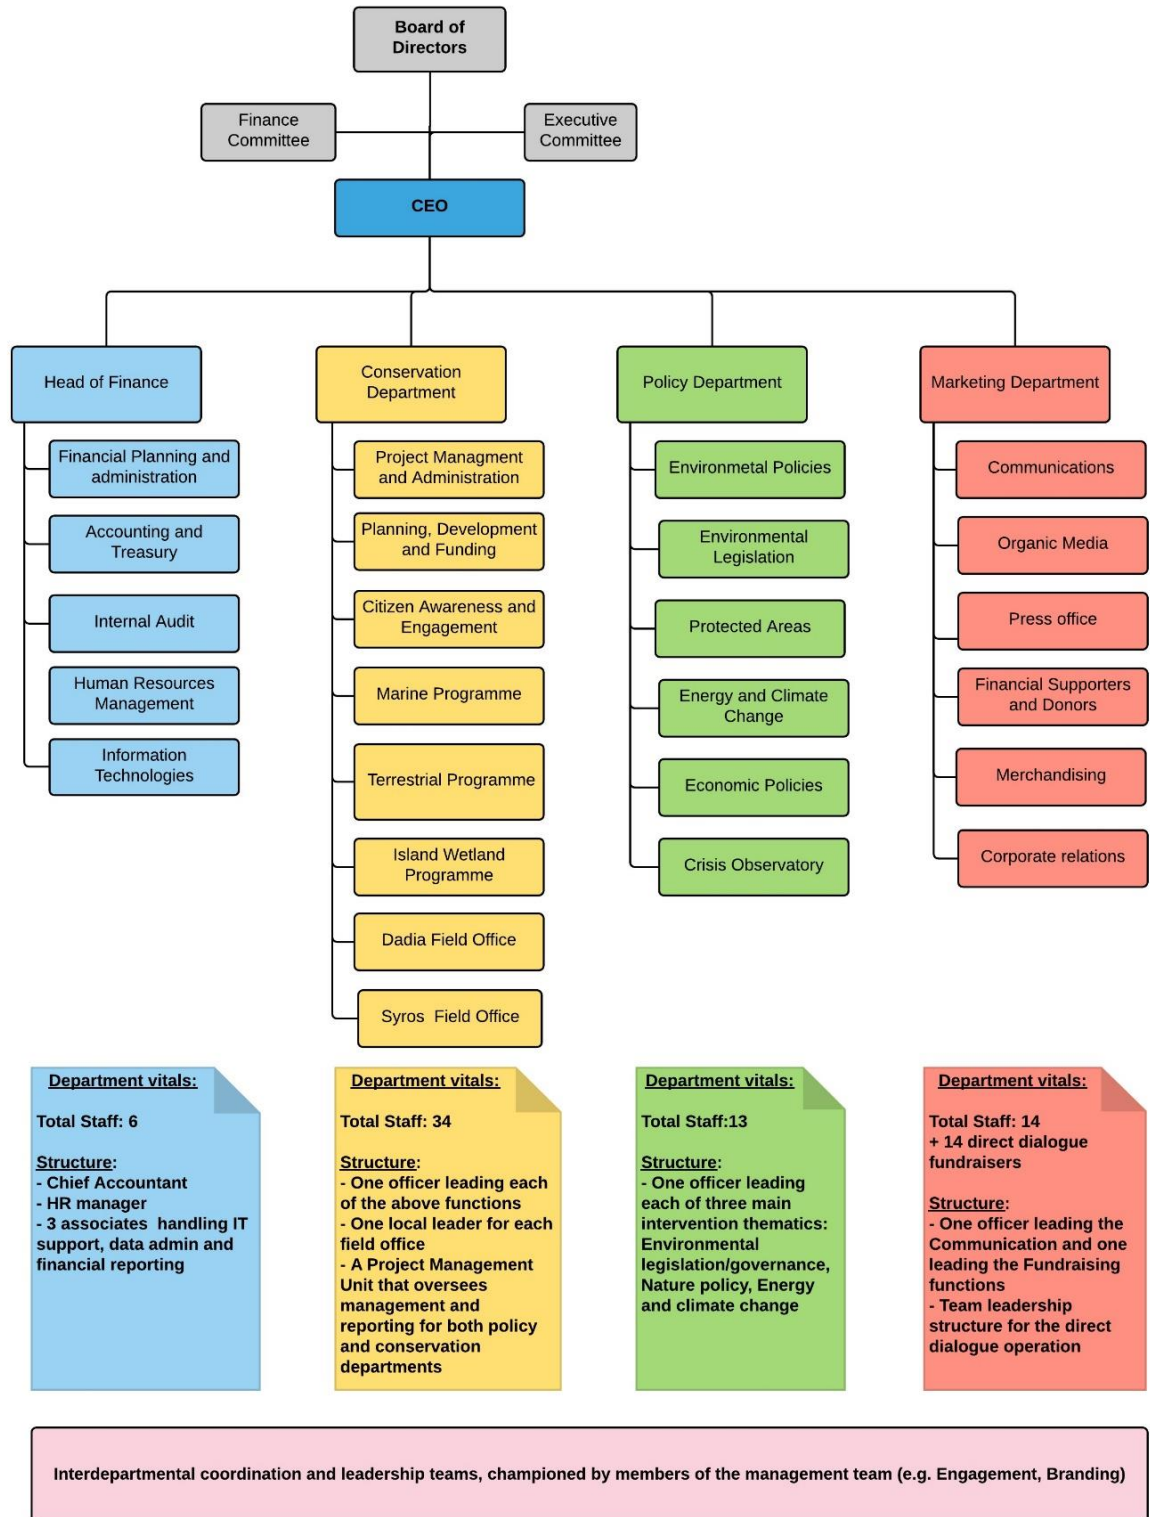 Board of
Directors
Finance
Committee
Executive
Committee
CEO
Head of Finance
Conservation
Department
Policy Department
Marketing Department
Financial Planning and
administration
Accounting and
Treasury
Internal Audit
Human Resources
Management
Information
Technologies
Project Managment
and Administration
Planning, Development
and Funding
Citizen Awareness and
Engagement
Marine Programme
Terrestrial Programme
Island Wetland
Programme
Dadia Field Office
Syros  Field Office
Environmetal Policies
Environmental
Legislation
Protected Areas
Energy and Climate
Change
Economic Policies
Crisis Observatory
Communications
Organic Media
Press office
Financial Supporters
and Donors
Merchandising
Corporate relations
Department vitals:
Total Staff: 6
Structure:
- Chief Accountant
- HR manager
- 3 associates  handling IT
support, data admin and
financial reporting
Department vitals:
Total Staff: 34
Structure:
- One officer leading each
of the above functions
- One local leader for each
field office
- A Project Management
Unit that oversees
management and
reporting for both policy
and conservation
departments
Department vitals:
Total Staff:13
Structure:
- One officer leading
each of three main
intervention thematics:
Environmental
legislation/governance,
Nature policy, Energy
and climate change
Department vitals:
Total Staff: 14
+ 14 direct dialogue
fundraisers
Structure:
- One officer leading the
Communication and one
leading the Fundraising
functions
- Team leadership
structure for the direct
dialogue operation
Interdepartmental coordination and leadership teams, championed by members of the management team (e.g. Engagement, Branding)